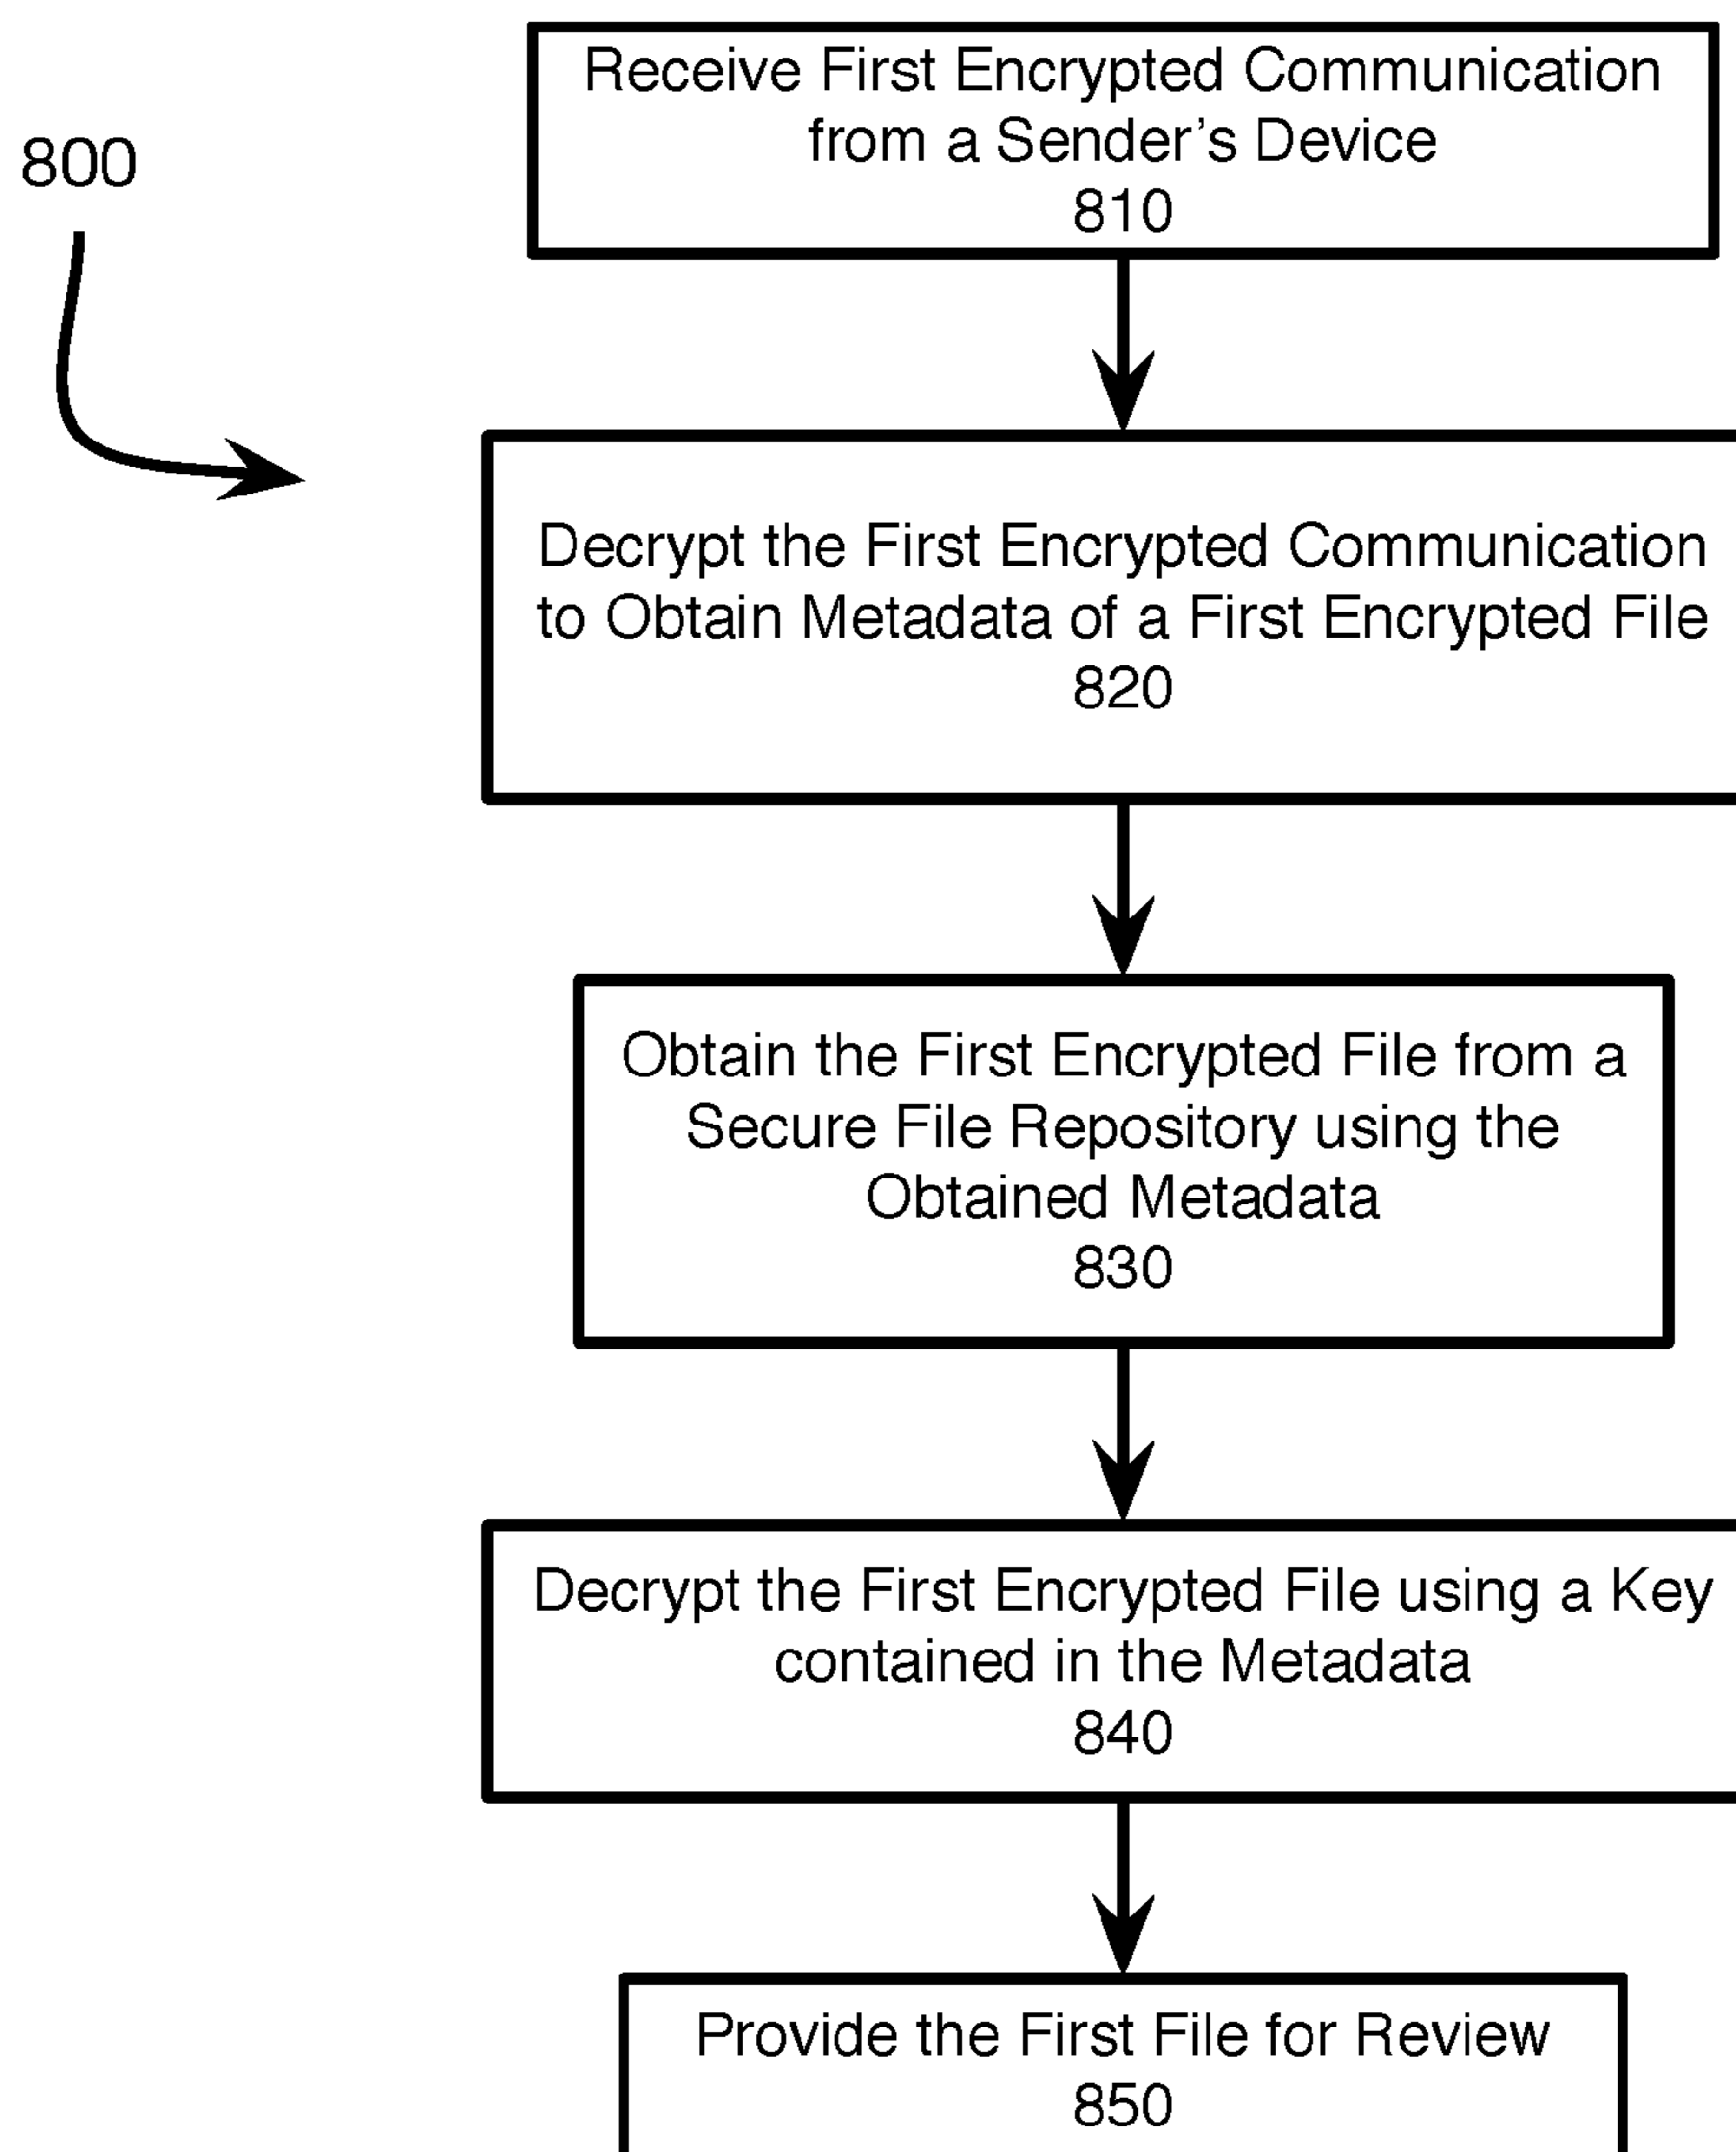 800
Receive First Encrypted Communication
from a Sender’s Device
810
Decrypt the First Encrypted Communication
to Obtain Metadata of a First Encrypted File
820
Obtain the First Encrypted File from a
Secure File Repository using the
Obtained Metadata
830
Decrypt the First Encrypted File using a Key
contained in the Metadata
840
Provide the First File for Review
850